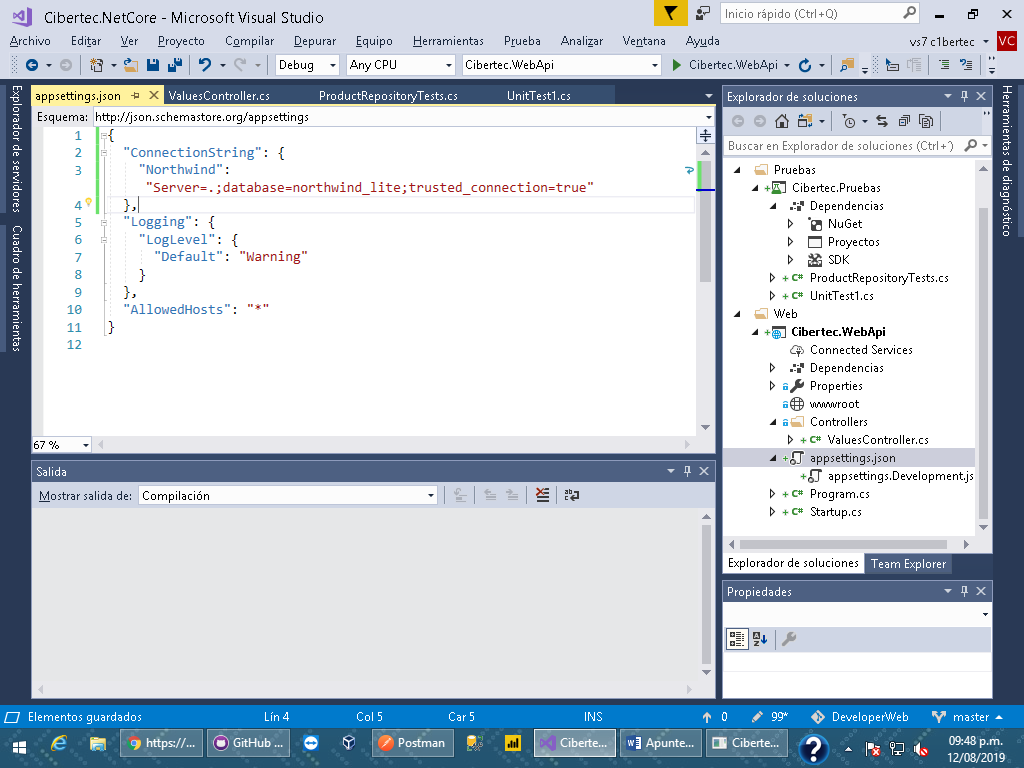 Cibertec.NetCore - Microsoft Visual Studio
Inicio rápido (Ctrl+Q)
Archivo Editar Ver Proyecto Compilar Depurar Equipo Herramientas Prueba Analizar Ventana Ayuda
vs7 c1bertec VC
Debug Any CPU Cibertec.WebApi Cibertec.WebApi
Explorador de servidores
Cuadro de herramientas
appsettings.json ValuesController.cs ProductRepositoryTests.cs UnitTest1.cs
Esquema: http://json.schemastore.org/appsettings
1 {
2 "ConnectionString": {
3 "Northwind":
"Server=.;database=northwind_lite;trusted_connection=true"
4 },
5 "Logging": {
6 "LogLevel": {
7 "Default": "Warning"
8 }
9 },
10 "AllowedHosts": "*"
11 }
12
67 %
Salida
Mostrar salida de: Compilación
Explorador de soluciones
Buscar en Explorador de soluciones (Ctrl+´)
Pruebas
Cibertec.Pruebas
Dependencias
NuGet
Proyectos
SDK
ProductRepositoryTests.cs
UnitTest1.cs
Web
Cibertec.WebApi
Connected Services
Dependencias
Properties
wwwroot
Controllers
ValuesController.cs
appsettings.json
appsettings.Development.js
Program.cs
Startup.cs
Explorador de soluciones Team Explorer
Propiedades
Herramientas de diagnóstico
Elementos guardados Lín 4 Col 5 Car 5 INS 0 99* DeveloperWeb master
https://... GitHub ... Postman Ciberte... Apunte... Ciberte...
09:48 p.m.
12/08/2019